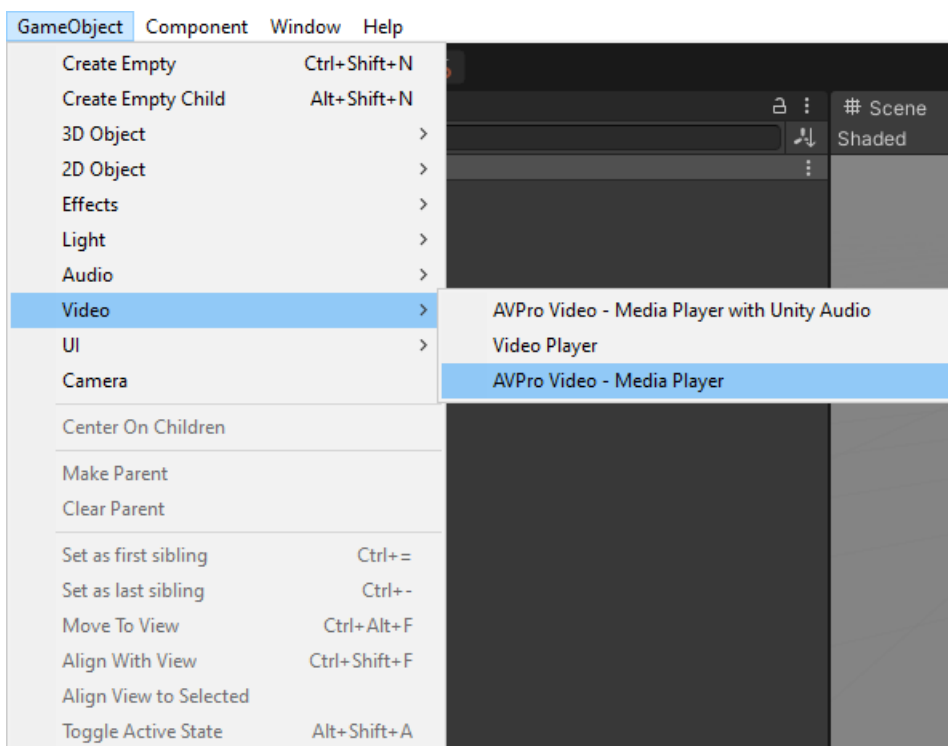 GameObject Component Window Help
Create Empty Ctrl+Shift+N
Create Empty Child Alt+Shift+N
3D Object
2D Object
Effects
Light
Audio
Video
UI
Camera
Center On Children
Make Parent
Clear Parent
Set as first sibling Ctrl+=
Set as last sibling Ctrl+-
Move To View Ctrl+Alt+F
Align With View Ctrl+Shift+F
Align View to Selected
Toggle Active State Alt+Shift+A
AVPro Video - Media Player with Unity Audio
Video Player
AVPro Video - Media Player
# Scene
Shaded